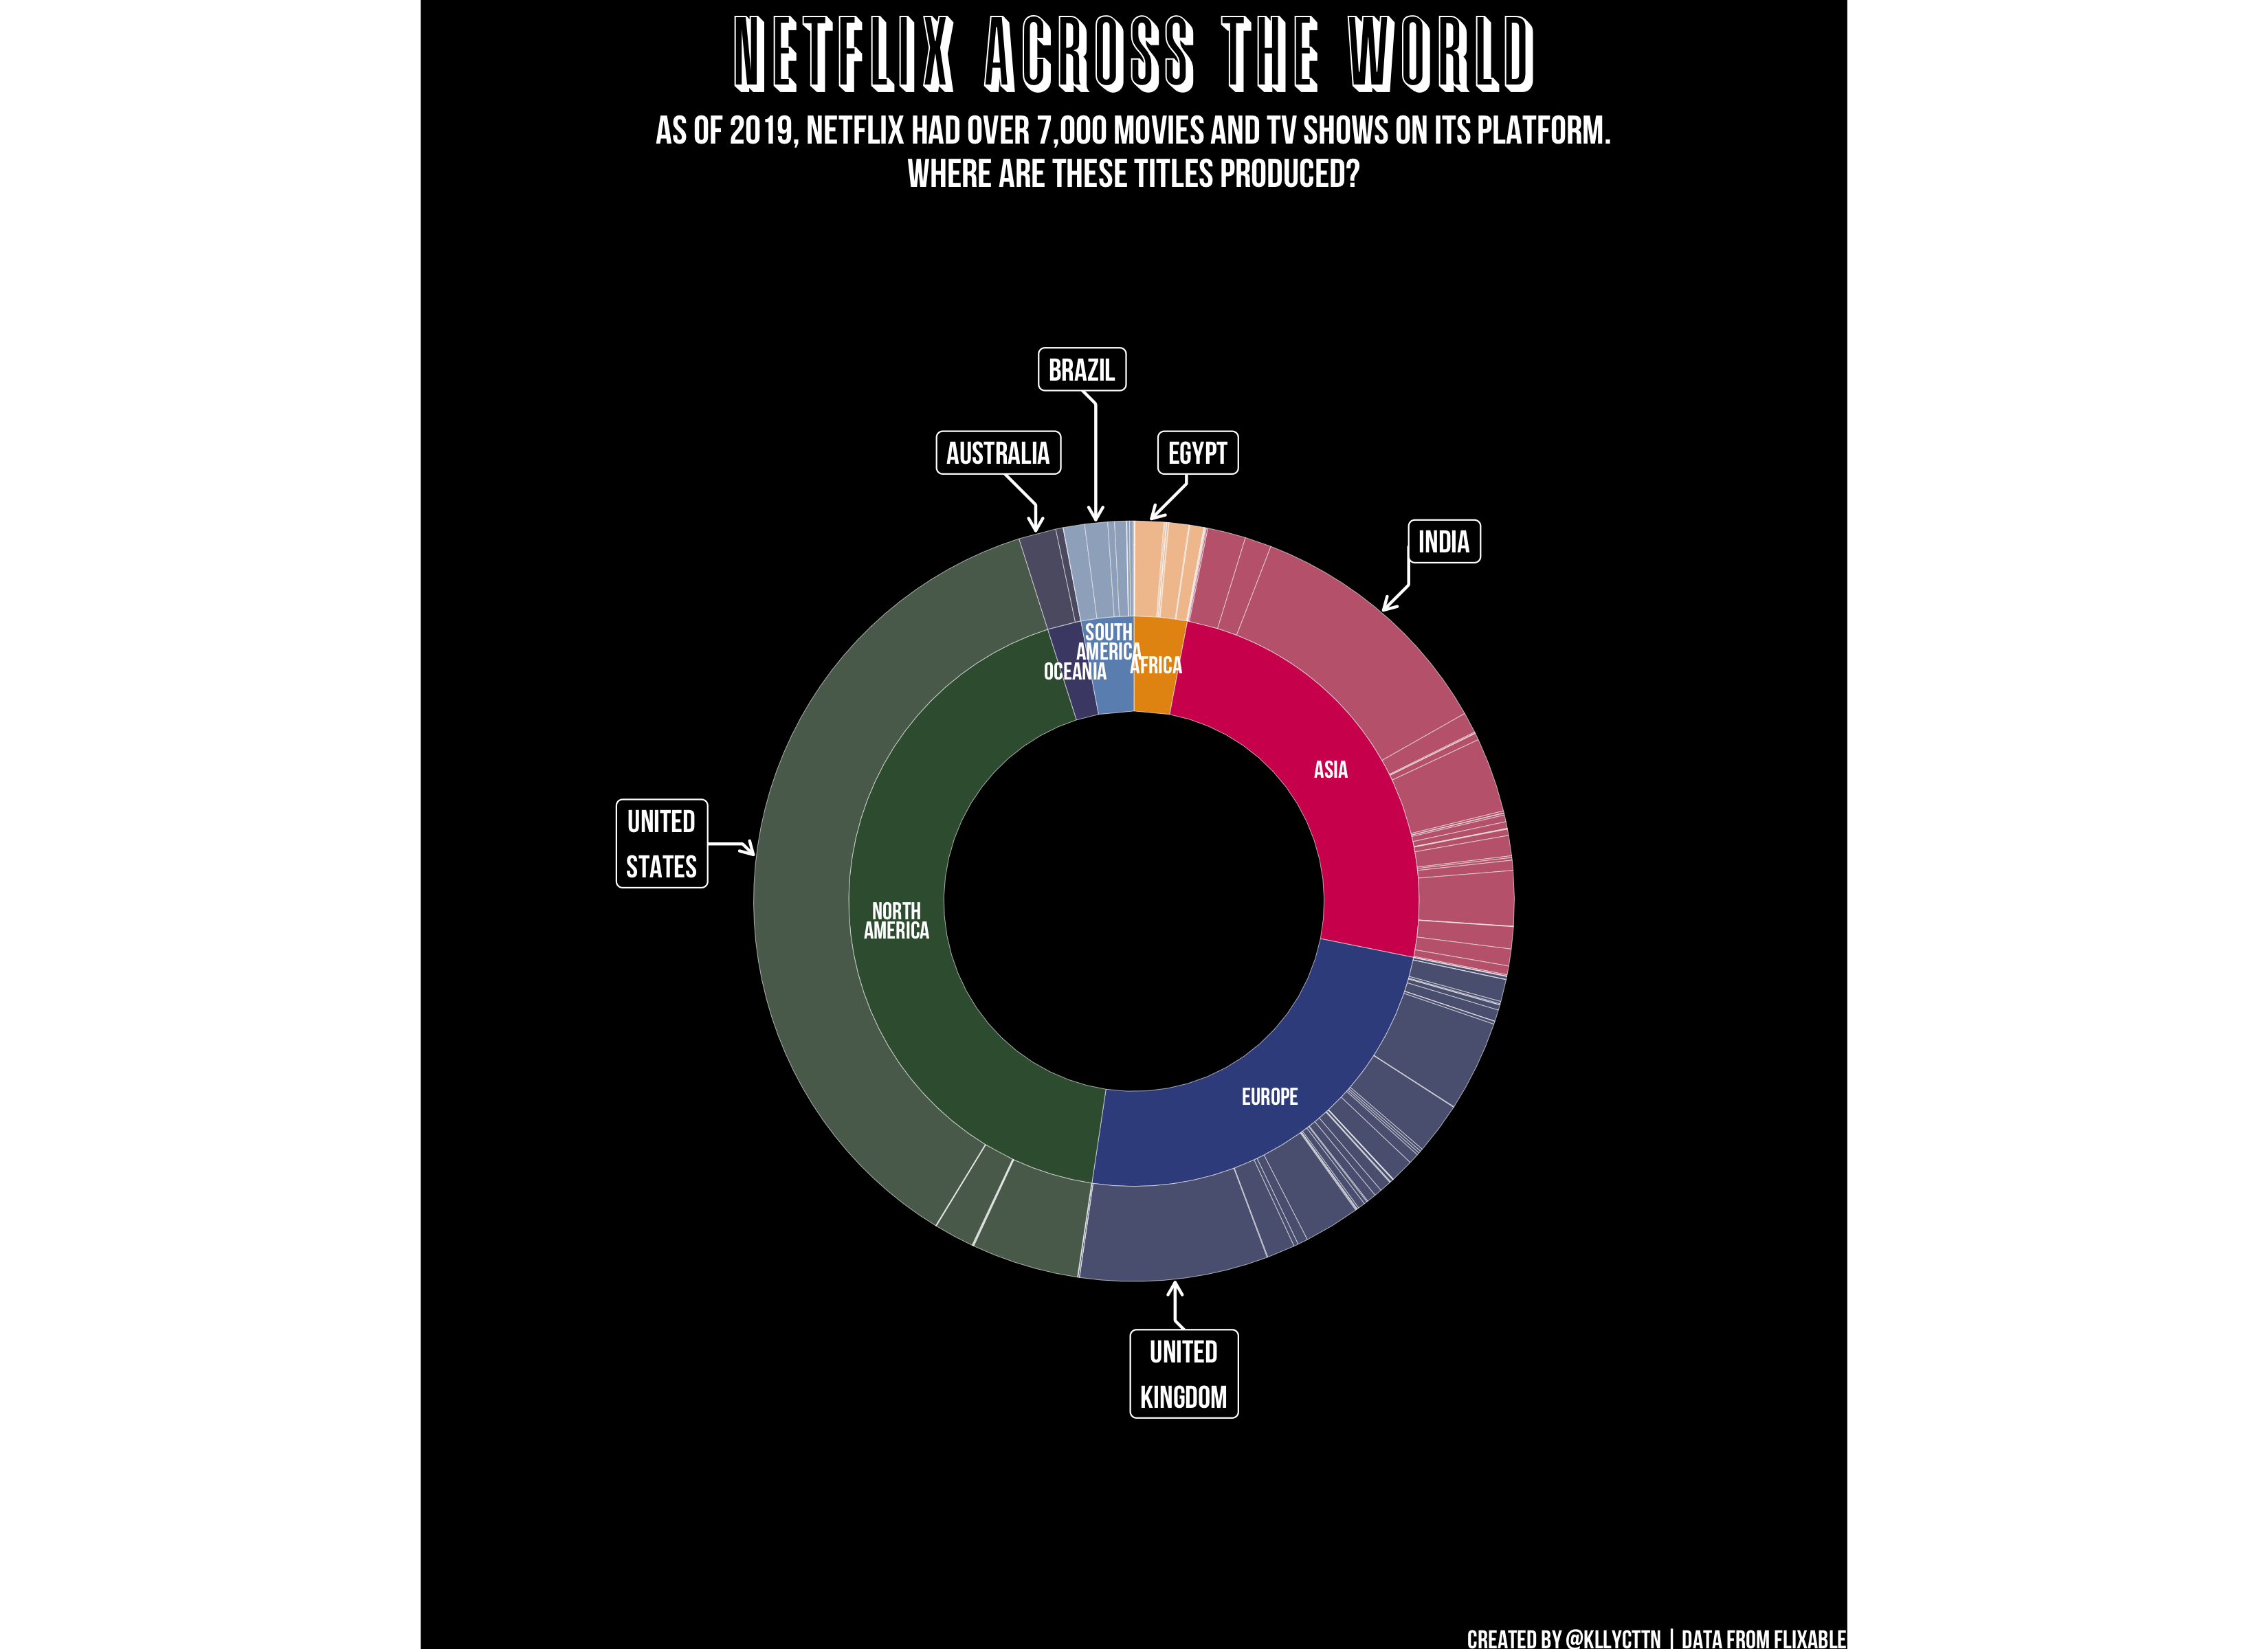 NETFLIX ACROSS THE WORLD
AS OF 2019, NETFLIX HAD OVER 7,000 MOVIES AND TV SHOWS ON ITS PLATFORM.
WHERE ARE THESE TITLES PRODUCED?
BRAZIL
AUSTRALIA
EGYPT
INDIA
SOUTH
AMERICA
AFRICA
OCEANIA
ASIA
UNITED
STATES
NORTH
AMERICA
EUROPE
UNITED
KINGDOM
CREATED BY @KLLYCTTN | DATA FROM FLIXABLE